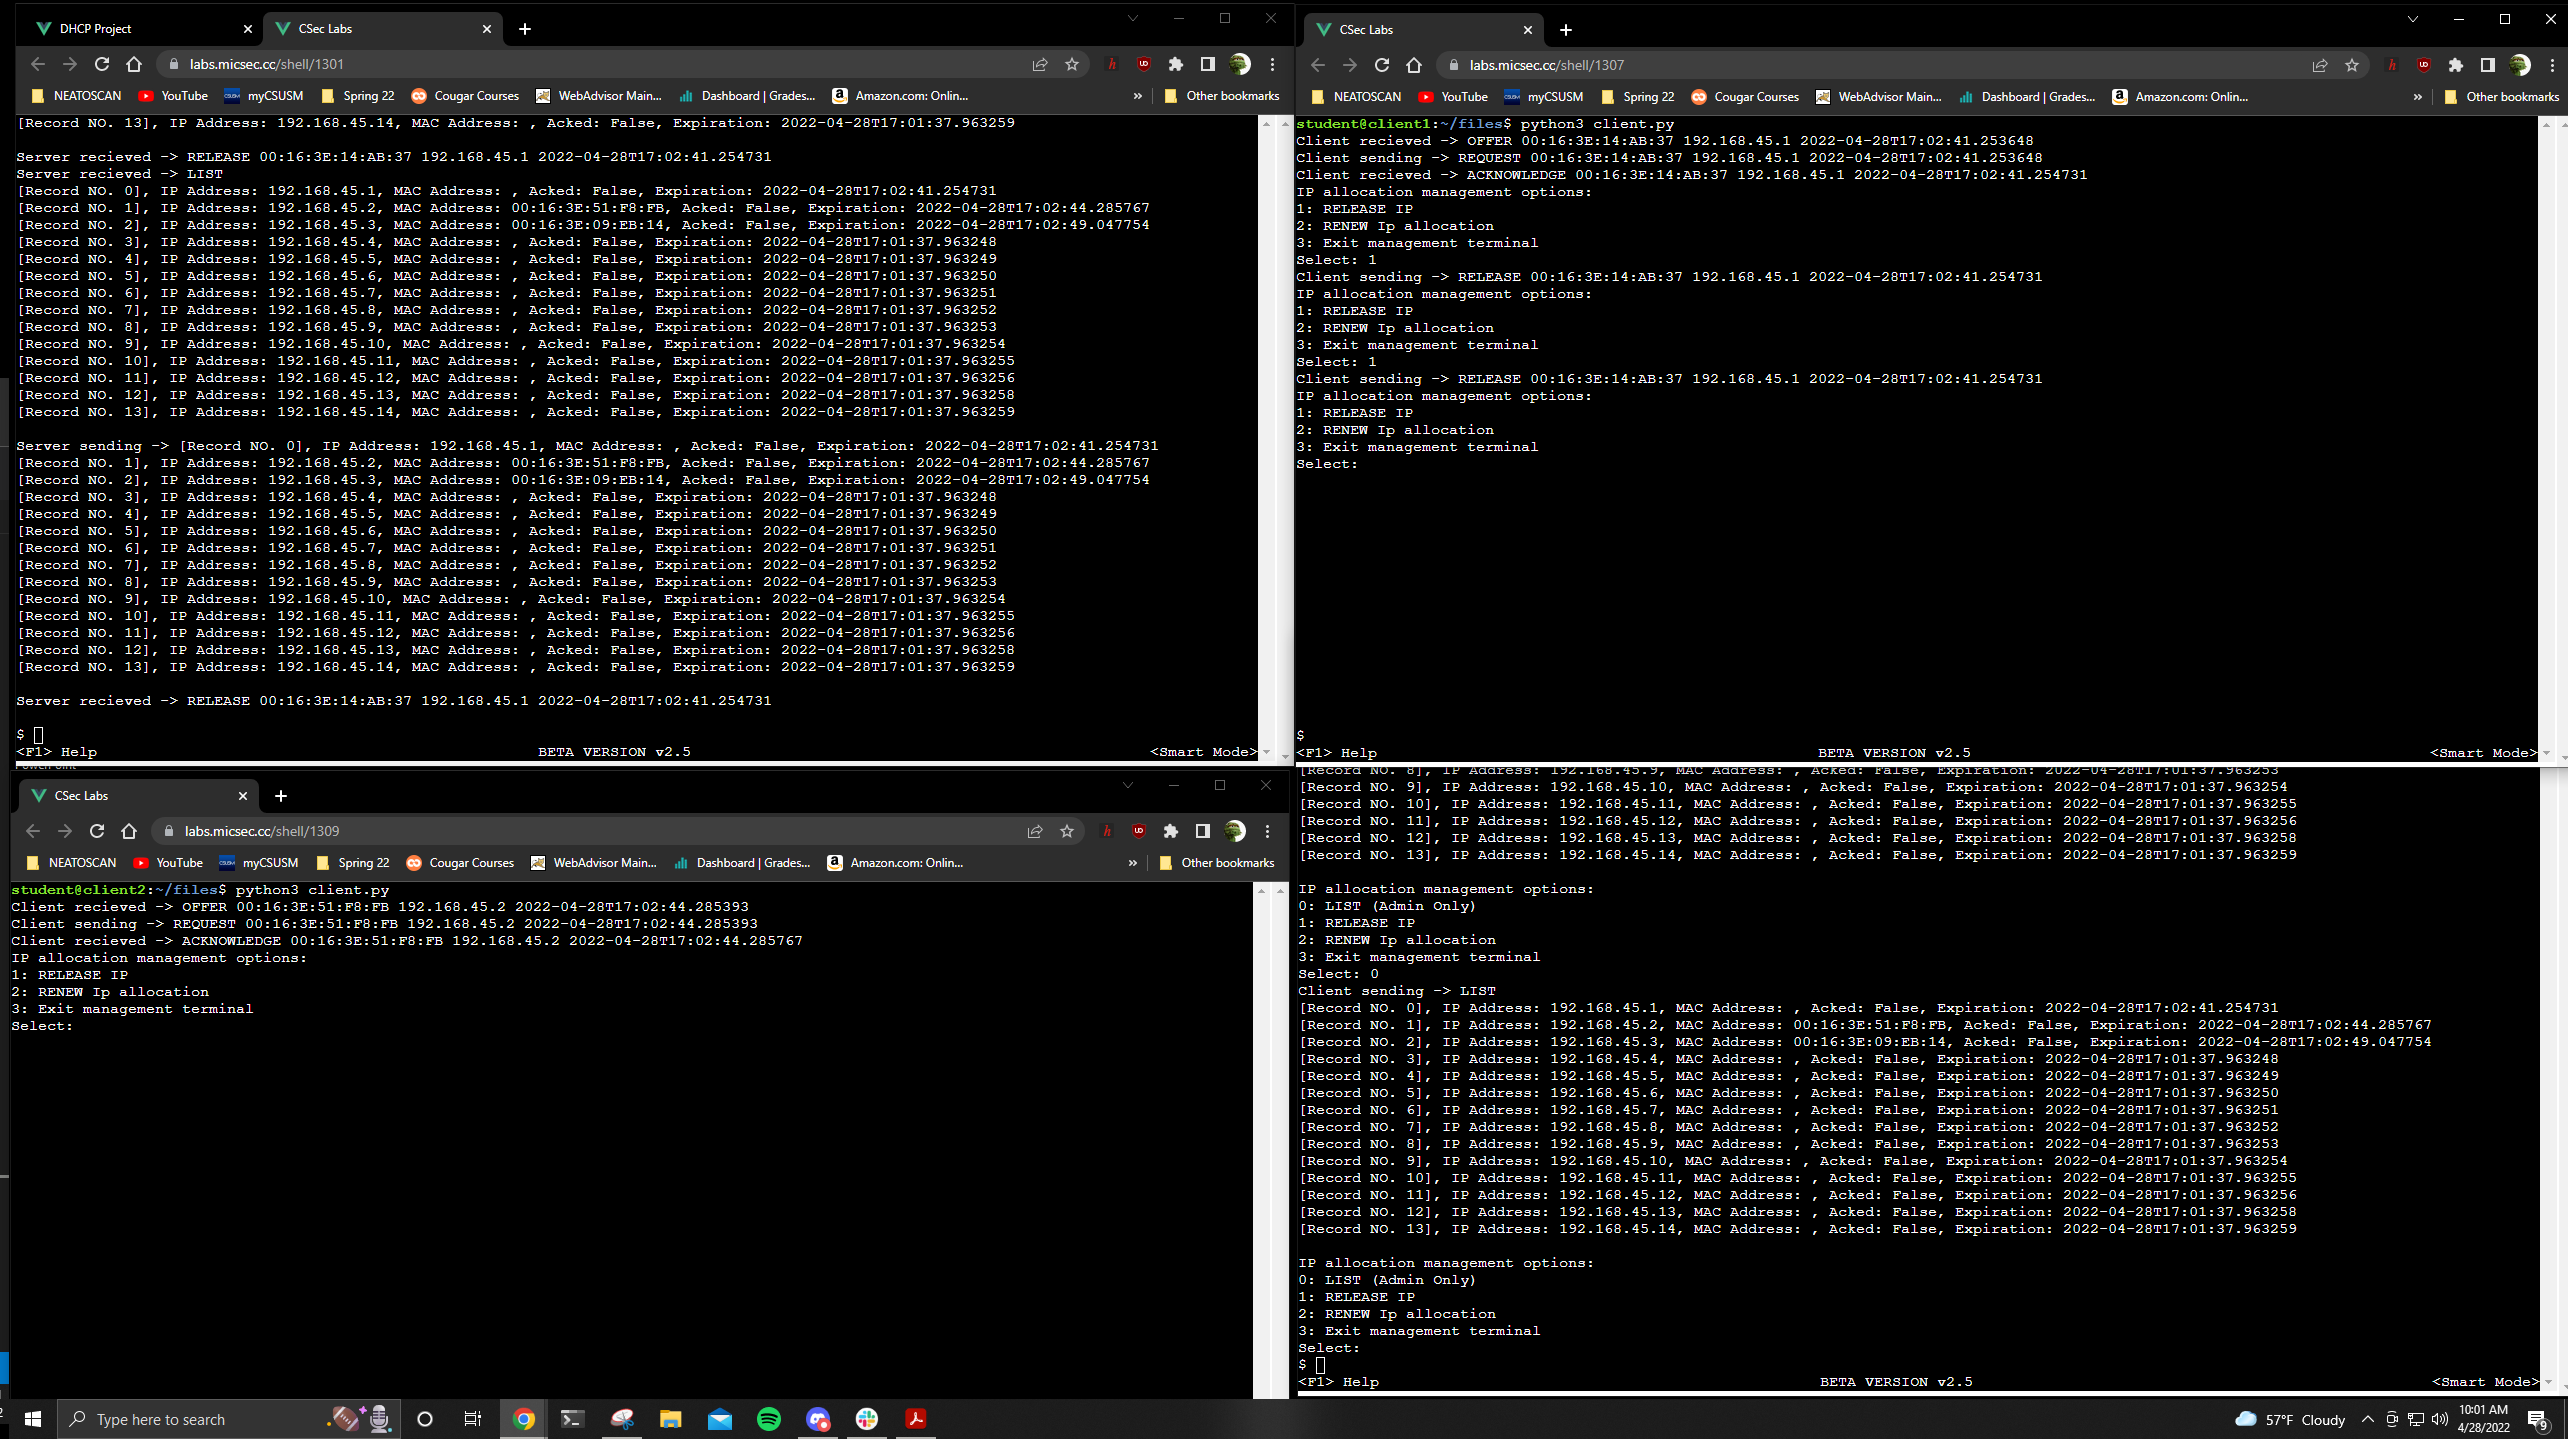 DHCP Project
CSec Labs
labs.micsec.cc/shell/1301
NEATOSCAN YouTube myCSUSM Spring 22 Cougar Courses WebAdvisor Main... Dashboard | Grades... Amazon.com: Onlin... » Other bookmarks
[Record NO. 13], IP Address: 192.168.45.14, MAC Address: , Acked: False, Expiration: 2022-04-28T17:01:37.963259
Server recieved -> RELEASE 00:16:3E:14:AB:37 192.168.45.1 2022-04-28T17:02:41.254731
Server recieved -> LIST
[Record NO. 0], IP Address: 192.168.45.1, MAC Address: , Acked: False, Expiration: 2022-04-28T17:02:41.254731
[Record NO. 1], IP Address: 192.168.45.2, MAC Address: 00:16:3E:51:F8:FB, Acked: False, Expiration: 2022-04-28T17:02:44.285767
[Record NO. 2], IP Address: 192.168.45.3, MAC Address: 00:16:3E:09:EB:14, Acked: False, Expiration: 2022-04-28T17:02:49.047754
[Record NO. 3], IP Address: 192.168.45.4, MAC Address: , Acked: False, Expiration: 2022-04-28T17:01:37.963248
[Record NO. 4], IP Address: 192.168.45.5, MAC Address: , Acked: False, Expiration: 2022-04-28T17:01:37.963249
[Record NO. 5], IP Address: 192.168.45.6, MAC Address: , Acked: False, Expiration: 2022-04-28T17:01:37.963250
[Record NO. 6], IP Address: 192.168.45.7, MAC Address: , Acked: False, Expiration: 2022-04-28T17:01:37.963251
[Record NO. 7], IP Address: 192.168.45.8, MAC Address: , Acked: False, Expiration: 2022-04-28T17:01:37.963252
[Record NO. 8], IP Address: 192.168.45.9, MAC Address: , Acked: False, Expiration: 2022-04-28T17:01:37.963253
[Record NO. 9], IP Address: 192.168.45.10, MAC Address: , Acked: False, Expiration: 2022-04-28T17:01:37.963254
[Record NO. 10], IP Address: 192.168.45.11, MAC Address: , Acked: False, Expiration: 2022-04-28T17:01:37.963255
[Record NO. 11], IP Address: 192.168.45.12, MAC Address: , Acked: False, Expiration: 2022-04-28T17:01:37.963256
[Record NO. 12], IP Address: 192.168.45.13, MAC Address: , Acked: False, Expiration: 2022-04-28T17:01:37.963258
[Record NO. 13], IP Address: 192.168.45.14, MAC Address: , Acked: False, Expiration: 2022-04-28T17:01:37.963259
Server sending -> [Record NO. 0], IP Address: 192.168.45.1, MAC Address: , Acked: False, Expiration: 2022-04-28T17:02:41.254731
[Record NO. 1], IP Address: 192.168.45.2, MAC Address: 00:16:3E:51:F8:FB, Acked: False, Expiration: 2022-04-28T17:02:44.285767
[Record NO. 2], IP Address: 192.168.45.3, MAC Address: 00:16:3E:09:EB:14, Acked: False, Expiration: 2022-04-28T17:02:49.047754
[Record NO. 3], IP Address: 192.168.45.4, MAC Address: , Acked: False, Expiration: 2022-04-28T17:01:37.963248
[Record NO. 4], IP Address: 192.168.45.5, MAC Address: , Acked: False, Expiration: 2022-04-28T17:01:37.963249
[Record NO. 5], IP Address: 192.168.45.6, MAC Address: , Acked: False, Expiration: 2022-04-28T17:01:37.963250
[Record NO. 6], IP Address: 192.168.45.7, MAC Address: , Acked: False, Expiration: 2022-04-28T17:01:37.963251
[Record NO. 7], IP Address: 192.168.45.8, MAC Address: , Acked: False, Expiration: 2022-04-28T17:01:37.963252
[Record NO. 8], IP Address: 192.168.45.9, MAC Address: , Acked: False, Expiration: 2022-04-28T17:01:37.963253
[Record NO. 9], IP Address: 192.168.45.10, MAC Address: , Acked: False, Expiration: 2022-04-28T17:01:37.963254
[Record NO. 10], IP Address: 192.168.45.11, MAC Address: , Acked: False, Expiration: 2022-04-28T17:01:37.963255
[Record NO. 11], IP Address: 192.168.45.12, MAC Address: , Acked: False, Expiration: 2022-04-28T17:01:37.963256
[Record NO. 12], IP Address: 192.168.45.13, MAC Address: , Acked: False, Expiration: 2022-04-28T17:01:37.963258
[Record NO. 13], IP Address: 192.168.45.14, MAC Address: , Acked: False, Expiration: 2022-04-28T17:01:37.963259
Server recieved -> RELEASE 00:16:3E:14:AB:37 192.168.45.1 2022-04-28T17:02:41.254731
$
<F1> Help BETA VERSION v2.5 <Smart Mode>
CSec Labs
labs.micsec.cc/shell/1307
NEATOSCAN YouTube myCSUSM Spring 22 Cougar Courses WebAdvisor Main... Dashboard | Grades... Amazon.com: Onlin... » Other bookmarks
student@client1:~/files$ python3 client.py
Client recieved -> OFFER 00:16:3E:14:AB:37 192.168.45.1 2022-04-28T17:02:41.253648
Client sending -> REQUEST 00:16:3E:14:AB:37 192.168.45.1 2022-04-28T17:02:41.253648
Client recieved -> ACKNOWLEDGE 00:16:3E:14:AB:37 192.168.45.1 2022-04-28T17:02:41.254731
IP allocation management options:
1: RELEASE IP
2: RENEW Ip allocation
3: Exit management terminal
Select: 1
Client sending -> RELEASE 00:16:3E:14:AB:37 192.168.45.1 2022-04-28T17:02:41.254731
IP allocation management options:
1: RELEASE IP
2: RENEW Ip allocation
3: Exit management terminal
Select: 1
Client sending -> RELEASE 00:16:3E:14:AB:37 192.168.45.1 2022-04-28T17:02:41.254731
IP allocation management options:
1: RELEASE IP
2: RENEW Ip allocation
3: Exit management terminal
Select:
$
<F1> Help BETA VERSION v2.5 <Smart Mode>
CSec Labs
labs.micsec.cc/shell/1309
NEATOSCAN YouTube myCSUSM Spring 22 Cougar Courses WebAdvisor Main... Dashboard | Grades... Amazon.com: Onlin... » Other bookmarks
student@client2:~/files$ python3 client.py
Client recieved -> OFFER 00:16:3E:51:F8:FB 192.168.45.2 2022-04-28T17:02:44.285393
Client sending -> REQUEST 00:16:3E:51:F8:FB 192.168.45.2 2022-04-28T17:02:44.285393
Client recieved -> ACKNOWLEDGE 00:16:3E:51:F8:FB 192.168.45.2 2022-04-28T17:02:44.285767
IP allocation management options:
1: RELEASE IP
2: RENEW Ip allocation
3: Exit management terminal
Select:
[Record NO. 8], IP Address: 192.168.45.9, MAC Address: , Acked: False, Expiration: 2022-04-28T17:01:37.963253
[Record NO. 9], IP Address: 192.168.45.10, MAC Address: , Acked: False, Expiration: 2022-04-28T17:01:37.963254
[Record NO. 10], IP Address: 192.168.45.11, MAC Address: , Acked: False, Expiration: 2022-04-28T17:01:37.963255
[Record NO. 11], IP Address: 192.168.45.12, MAC Address: , Acked: False, Expiration: 2022-04-28T17:01:37.963256
[Record NO. 12], IP Address: 192.168.45.13, MAC Address: , Acked: False, Expiration: 2022-04-28T17:01:37.963258
[Record NO. 13], IP Address: 192.168.45.14, MAC Address: , Acked: False, Expiration: 2022-04-28T17:01:37.963259
IP allocation management options:
0: LIST (Admin Only)
1: RELEASE IP
2: RENEW Ip allocation
3: Exit management terminal
Select: 0
Client sending -> LIST
[Record NO. 0], IP Address: 192.168.45.1, MAC Address: , Acked: False, Expiration: 2022-04-28T17:02:41.254731
[Record NO. 1], IP Address: 192.168.45.2, MAC Address: 00:16:3E:51:F8:FB, Acked: False, Expiration: 2022-04-28T17:02:44.285767
[Record NO. 2], IP Address: 192.168.45.3, MAC Address: 00:16:3E:09:EB:14, Acked: False, Expiration: 2022-04-28T17:02:49.047754
[Record NO. 3], IP Address: 192.168.45.4, MAC Address: , Acked: False, Expiration: 2022-04-28T17:01:37.963248
[Record NO. 4], IP Address: 192.168.45.5, MAC Address: , Acked: False, Expiration: 2022-04-28T17:01:37.963249
[Record NO. 5], IP Address: 192.168.45.6, MAC Address: , Acked: False, Expiration: 2022-04-28T17:01:37.963250
[Record NO. 6], IP Address: 192.168.45.7, MAC Address: , Acked: False, Expiration: 2022-04-28T17:01:37.963251
[Record NO. 7], IP Address: 192.168.45.8, MAC Address: , Acked: False, Expiration: 2022-04-28T17:01:37.963252
[Record NO. 8], IP Address: 192.168.45.9, MAC Address: , Acked: False, Expiration: 2022-04-28T17:01:37.963253
[Record NO. 9], IP Address: 192.168.45.10, MAC Address: , Acked: False, Expiration: 2022-04-28T17:01:37.963254
[Record NO. 10], IP Address: 192.168.45.11, MAC Address: , Acked: False, Expiration: 2022-04-28T17:01:37.963255
[Record NO. 11], IP Address: 192.168.45.12, MAC Address: , Acked: False, Expiration: 2022-04-28T17:01:37.963256
[Record NO. 12], IP Address: 192.168.45.13, MAC Address: , Acked: False, Expiration: 2022-04-28T17:01:37.963258
[Record NO. 13], IP Address: 192.168.45.14, MAC Address: , Acked: False, Expiration: 2022-04-28T17:01:37.963259
IP allocation management options:
0: LIST (Admin Only)
1: RELEASE IP
2: RENEW Ip allocation
3: Exit management terminal
Select:
$
<F1> Help BETA VERSION v2.5 <Smart Mode>
Type here to search
57°F Cloudy
10:01 AM
4/28/2022
9